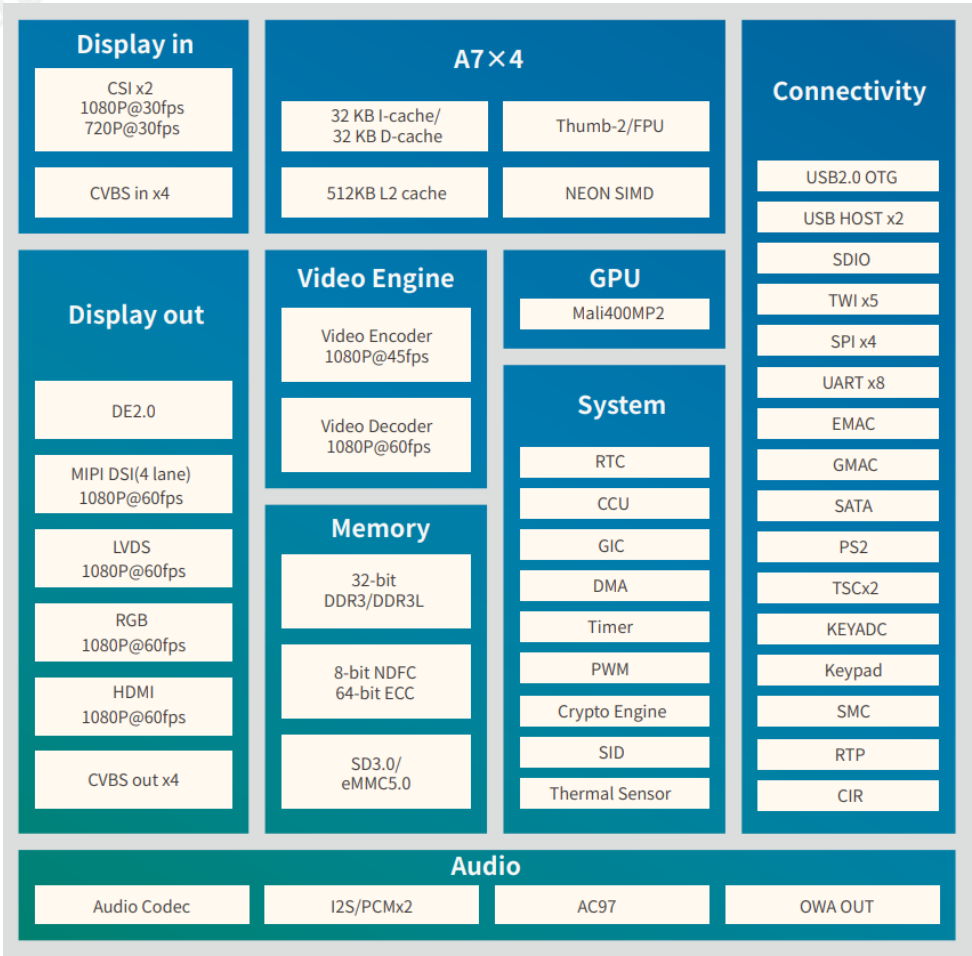 Display in
CSI x2
1080P@30fps
720P@30fps
CVBS in x4
A7×4
32 KB I-cache/
32 KB D-cache
Thumb-2/FPU
512KB L2 cache
NEON SIMD
Connectivity
USB2.0 OTG
USB HOST x2
SDIO
TWI x5
SPI x4
UART x8
EMAC
GMAC
SATA
PS2
TSCx2
KEYADC
Keypad
SMC
RTP
CIR
Display out
DE2.0
MIPI DSI(4 lane)
1080P@60fps
LVDS
1080P@60fps
RGB
1080P@60fps
HDMI
1080P@60fps
CVBS out x4
Video Engine
Video Encoder
1080P@45fps
Video Decoder
1080P@60fps
GPU
Mali400MP2
Memory
32-bit
DDR3/DDR3L
8-bit NDFC
64-bit ECC
SD3.0/
eMMC5.0
System
RTC
CCU
GIC
DMA
Timer
PWM
Crypto Engine
SID
Thermal Sensor
Audio
Audio Codec
I2S/PCMx2
AC97
OWA OUT